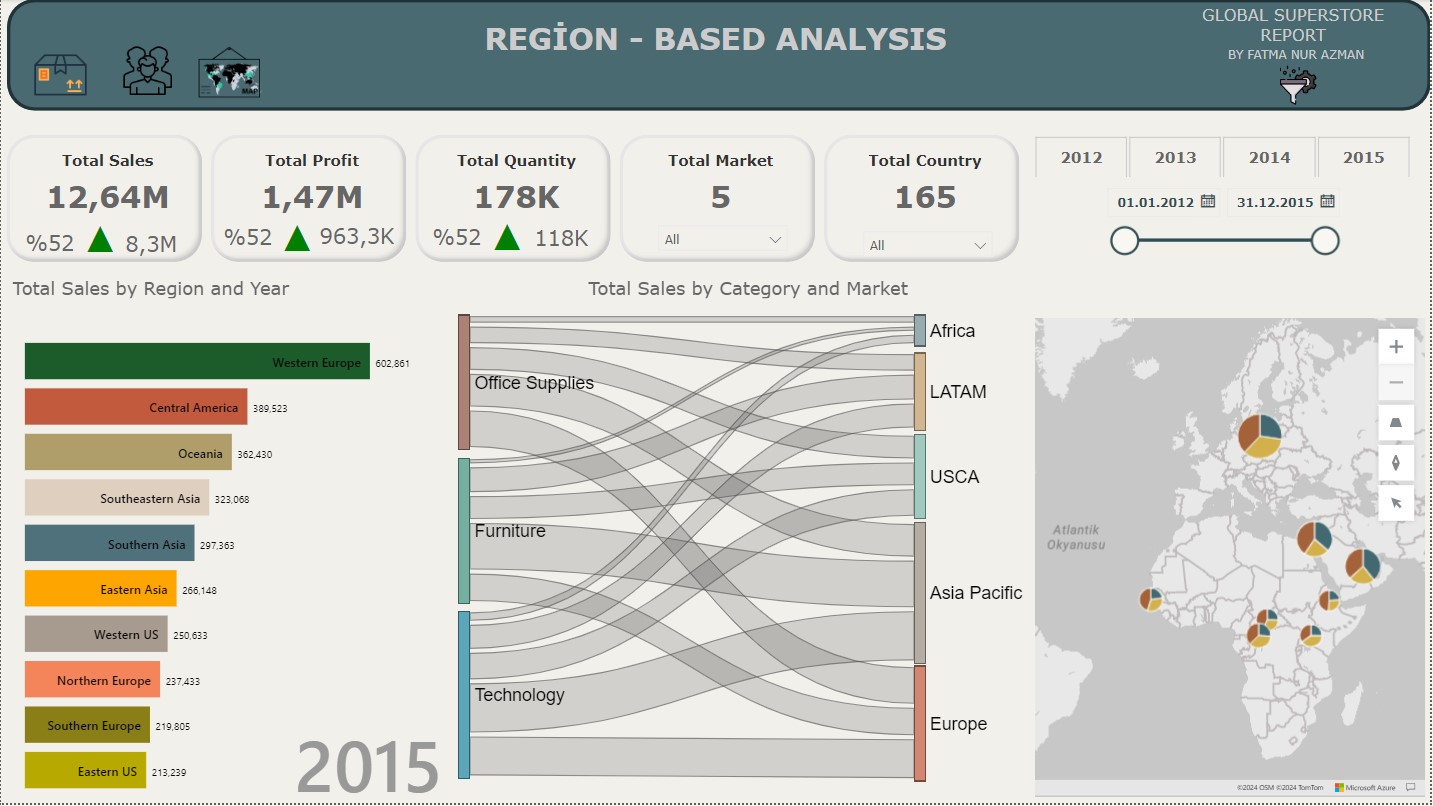 REGİON - BASED ANALYSIS
GLOBAL SUPERSTORE
REPORT
BY FATMA NUR AZMAN
MAP
Total Sales
12,64M
%52 8,3M
Total Profit
1,47M
%52 963,3K
Total Quantity
178K
%52 118K
Total Market
5
All
Total Country
165
All
2012 2013 2014 2015
01.01.2012 31.12.2015
Total Sales by Region and Year
Western Europe 602,861
Central America 389,523
Oceania 362,430
Southeastern Asia 323,068
Southern Asia 297,363
Eastern Asia 266,148
Western US 250,633
Northern Europe 237,433
Southern Europe 219,805
Eastern US 213,239
2015
Total Sales by Category and Market
Office Supplies
Furniture
Technology
Africa
LATAM
USCA
Asia Pacific
Europe
Atlantik
Okyanusu
©2024 OSM ©2024 TomTom Microsoft Azure